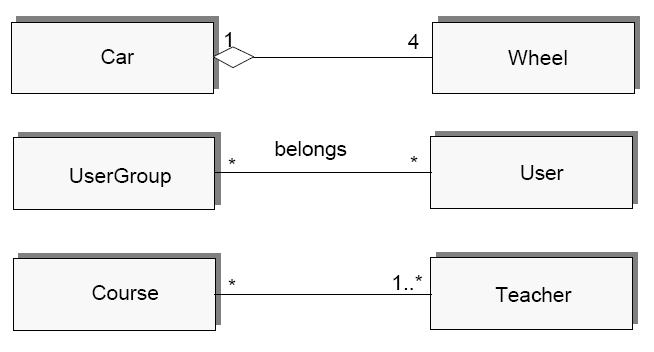 Car 1 4 Wheel
UserGroup * belongs * User
Course * 1..* Teacher